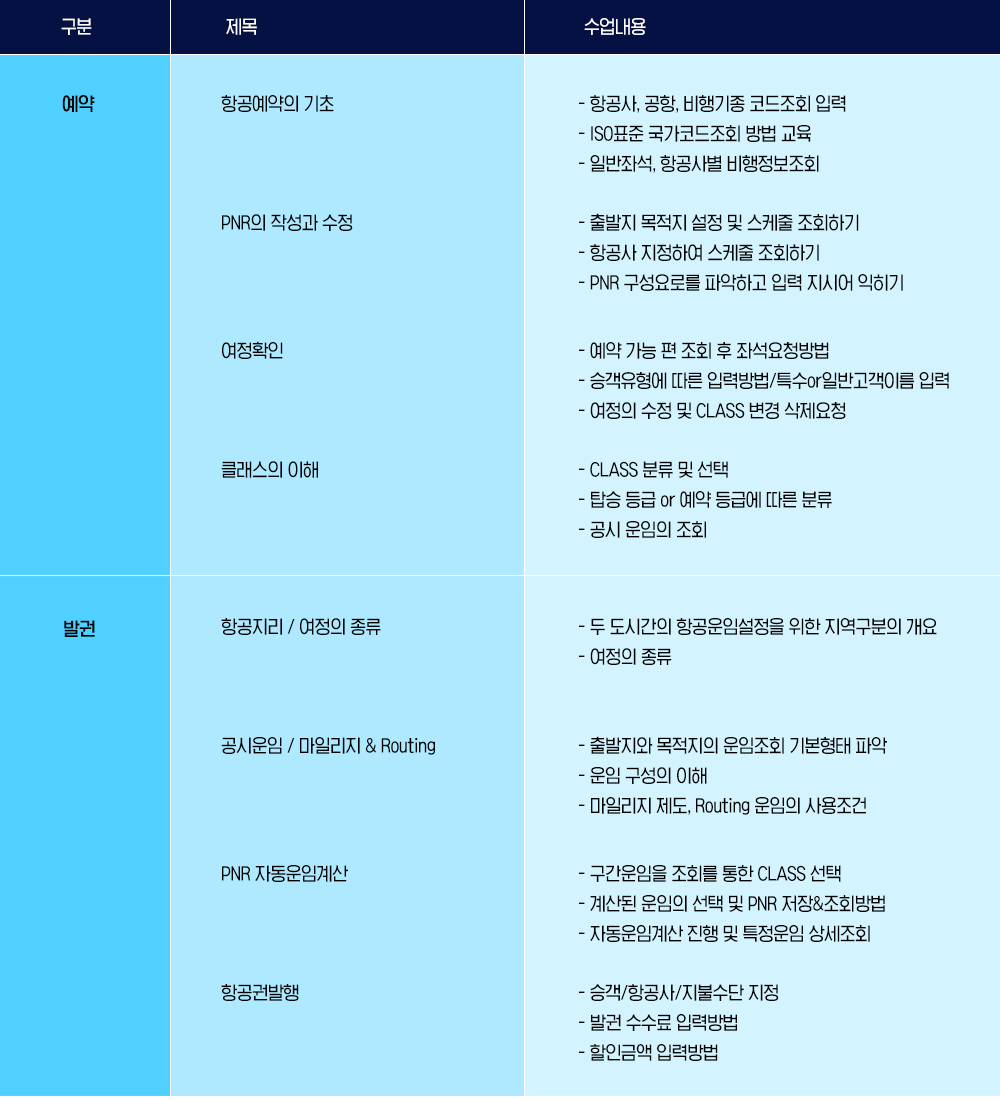 구분 제목 수업내용
예약 항공예약의 기초 - 항공사, 공항, 비행기종 코드조회 입력
- ISO표준 국가코드조회 방법 교육
- 일반좌석, 항공사별 비행정보조회
PNR의 작성과 수정 - 출발지 목적지 설정 및 스케줄 조회하기
- 항공사 지정하여 스케줄 조회하기
- PNR 구성요로를 파악하고 입력 지시어 익히기
여정확인 - 예약 가능 편 조회 후 좌석요청방법
- 승객유형에 따른 입력방법/특수or일반고객이름 입력
- 여정의 수정 및 CLASS 변경 삭제요청
클래스의 이해 - CLASS 분류 및 선택
- 탑승 등급 or 예약 등급에 따른 분류
- 공시 운임의 조회
발권 항공지리 / 여정의 종류 - 두 도시간의 항공운임설정을 위한 지역구분의 개요
- 여정의 종류
공시운임 / 마일리지 & Routing - 출발지와 목적지의 운임조회 기본형태 파악
- 운임 구성의 이해
- 마일리지 제도, Routing 운임의 사용조건
PNR 자동운임계산 - 구간운임을 조회를 통한 CLASS 선택
- 계산된 운임의 선택 및 PNR 저장&조회방법
- 자동운임계산 진행 및 특정운임 상세조회
항공권발행 - 승객/항공사/지불수단 지정
- 발권 수수료 입력방법
- 할인금액 입력방법